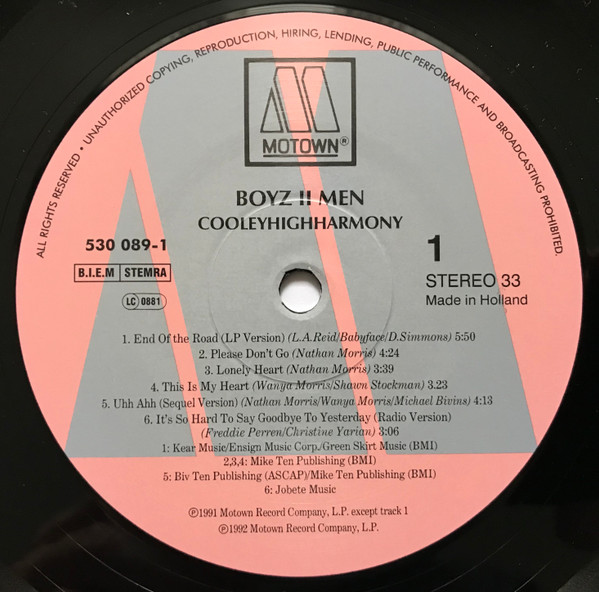 ALL RIGHTS RESERVED • UNAUTHORIZED COPYING, REPRODUCTION, HIRING, LENDING, PUBLIC PERFORMANCE AND BROADCASTING PROHIBITED.
MOTOWN®
BOYZ II MEN
COOLEYHIGHHARMONY
530 089-1
B.I.E.M STEMRA
LC 0881
1
STEREO 33
Made in Holland
1. End Of the Road (LP Version) (L.A.Reid/Babyface/D.Simmons) 5:50
2. Please Don't Go (Nathan Morris) 4:24
3. Lonely Heart (Nathan Morris) 3:39
4. This Is My Heart (Wanya Morris/Shawn Stockman) 3.23
5. Uhh Ahh (Sequel Version) (Nathan Morris/Wanya Morris/Michael Bivins) 4:13
6. It's So Hard To Say Goodbye To Yesterday (Radio Version)
(Freddie Perren/Christine Yarian) 3:06
1: Kear Music/Ensign Music Corp./Green Skirt Music (BMI)
2,3,4: Mike Ten Publishing (BMI)
5: Biv Ten Publishing (ASCAP)/Mike Ten Publishing (BMI)
6: Jobete Music
℗1991 Motown Record Company, L.P. except track 1
℗1992 Motown Record Company, L.P.